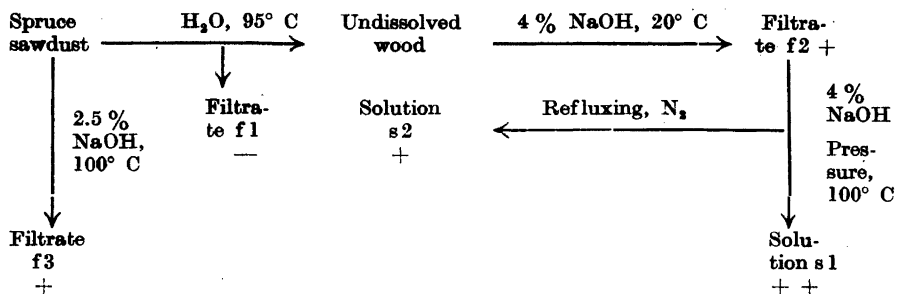 Spruce
sawdust
H₂O, 95° C
Undissolved
wood
4 % NaOH, 20° C
Filtra-
te f2 +
2.5 %
NaOH,
100° C
Filtra-
te f1
—
Solution
s2
+
Refluxing, N₂
4 %
NaOH
Pres-
sure,
100° C
Filtrate
f3
+
Solu-
tion s1
+ +